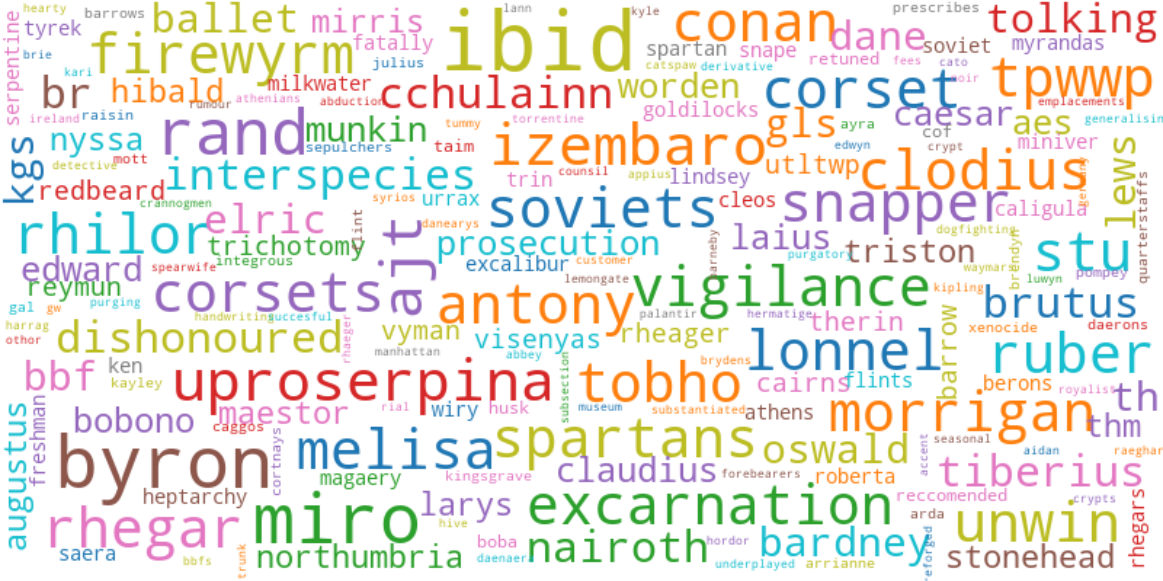 hearty barrows ballet mirris ibid lann kyle conan prescribes tolking
serpentine tyrek firewyrm fatally spartan snape dane soviet myrandas
brie julius catspaw derivative retuned fees cato
kari milkwater noir tpwwp
br hibald rumour athenians abduction cchulainn worden corset emplacements
ireland raisin goldilocks gls caesar generalisin
kgs nyssa rand munkin tummy torrentine ayra cof aes
detective mott sepulchers taim izembaro edwyn crypt miniver
redbeard interspecies trin counsil appius lindsey utltwp clodius lews
crannogmen syrios urrax soviets cleos snapper caligula quarterstaffs
rhilor elric danearys dogfighting
trichotomy ajt prosecution laius triston stu
edward spearwife integrous excalibur customer barneby purgatory waymar brendyn luwyn pompey
reymun corsets lemongate vigilance kipling
gal gw purging antony brutus
harrag handwriting succesful vyman palantir hermatige therin xenocide daerons
othor dishonoured rhaeger visenyas rheager barrow
manhattan abbey lonnel ruber
bbf ken brydens
kayley uproserpina subsection tobho cairns flints berons royalist th
augustus freshman bobono maestor rial wiry husk museum substantiated athens morrigan thm
caggos
byron cortnays melisa spartans oswald accent seasonal aidan raeghar
heptarchy magaery kingsgrave claudius forebearers roberta tiberius
rhegar miro larys excarnation reccomended crypts rhegars
hive arda unwin
saera boba nairoth hordor bardney
bbfs trunk northumbria daenaer underplayed arrianne reforged stonehead